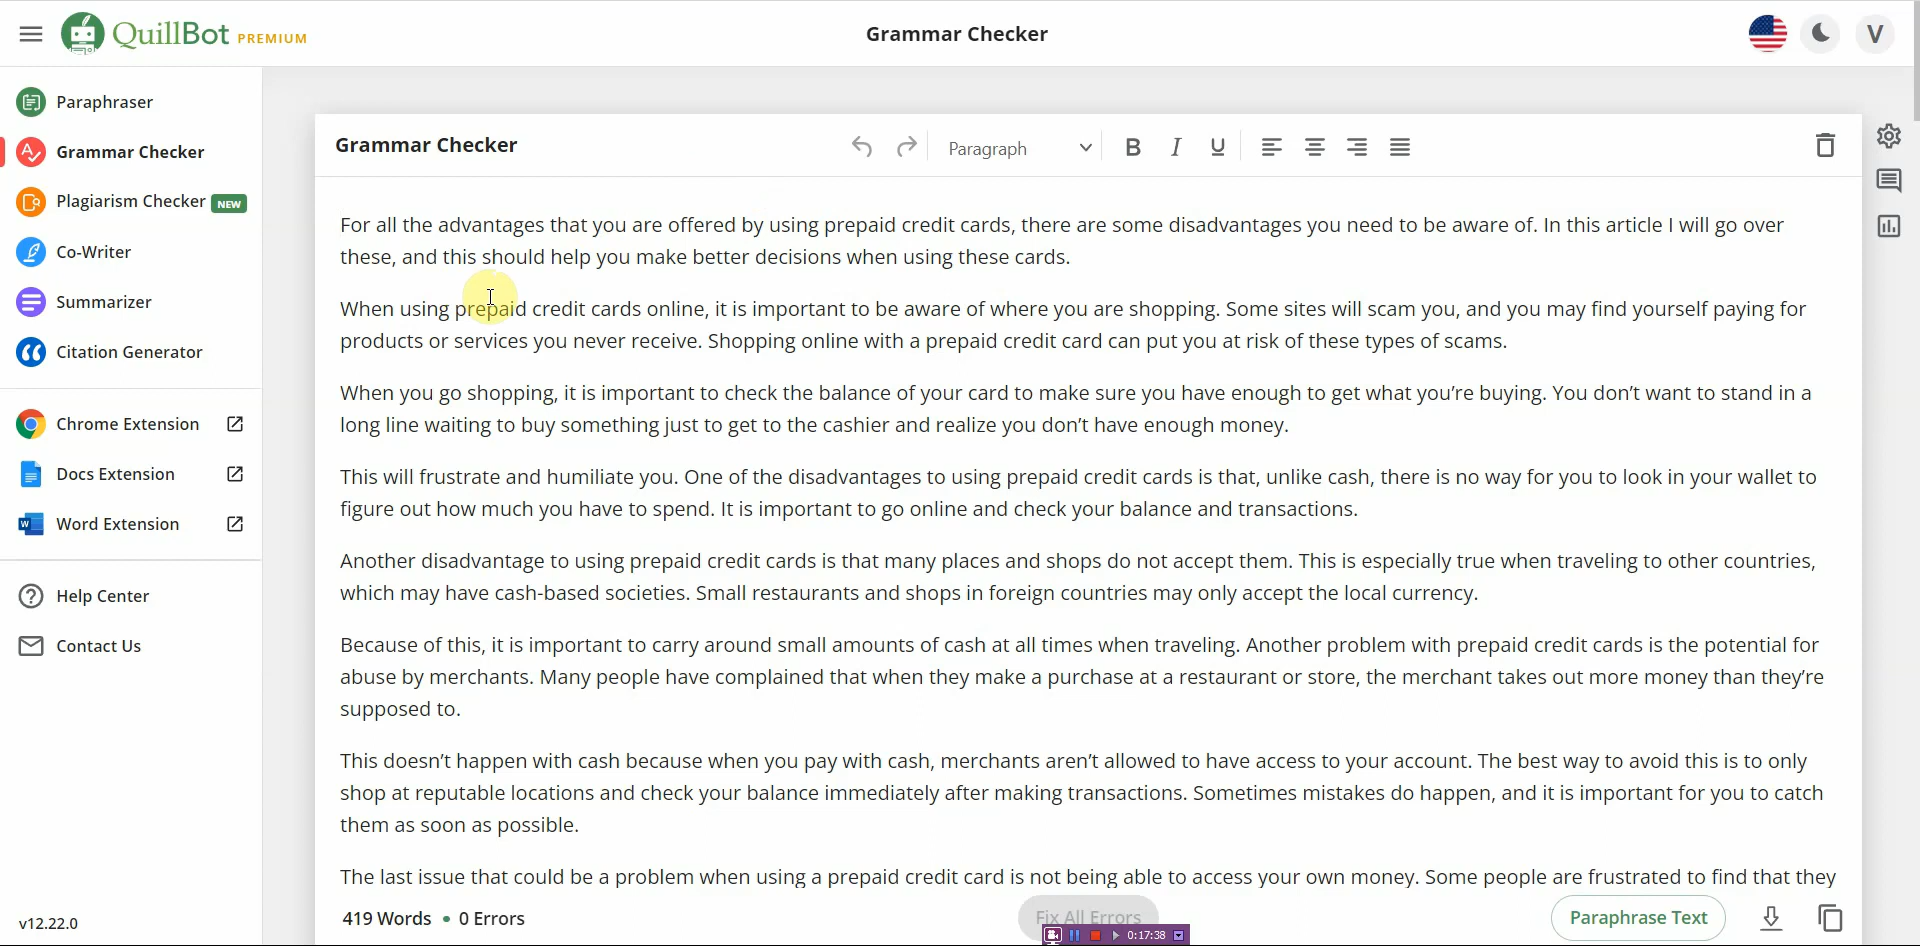 QuillBot PREMIUM
Grammar Checker
V
Paraphraser
Grammar Checker
Plagiarism Checker NEW
Co-Writer
Summarizer
Citation Generator
Chrome Extension
Docs Extension
W Word Extension
Help Center
Contact Us
v12.22.0
Grammar Checker
Paragraph
B I U
For all the advantages that you are offered by using prepaid credit cards, there are some disadvantages you need to be aware of. In this article I will go over
these, and this should help you make better decisions when using these cards.
When using prepaid credit cards online, it is important to be aware of where you are shopping. Some sites will scam you, and you may find yourself paying for
products or services you never receive. Shopping online with a prepaid credit card can put you at risk of these types of scams.
When you go shopping, it is important to check the balance of your card to make sure you have enough to get what you’re buying. You don’t want to stand in a
long line waiting to buy something just to get to the cashier and realize you don’t have enough money.
This will frustrate and humiliate you. One of the disadvantages to using prepaid credit cards is that, unlike cash, there is no way for you to look in your wallet to
figure out how much you have to spend. It is important to go online and check your balance and transactions.
Another disadvantage to using prepaid credit cards is that many places and shops do not accept them. This is especially true when traveling to other countries,
which may have cash-based societies. Small restaurants and shops in foreign countries may only accept the local currency.
Because of this, it is important to carry around small amounts of cash at all times when traveling. Another problem with prepaid credit cards is the potential for
abuse by merchants. Many people have complained that when they make a purchase at a restaurant or store, the merchant takes out more money than they’re
supposed to.
This doesn’t happen with cash because when you pay with cash, merchants aren’t allowed to have access to your account. The best way to avoid this is to only
shop at reputable locations and check your balance immediately after making transactions. Sometimes mistakes do happen, and it is important for you to catch
them as soon as possible.
The last issue that could be a problem when using a prepaid credit card is not being able to access your own money. Some people are frustrated to find that they
419 Words • 0 Errors
Fix All Errors
Paraphrase Text
0:17:38